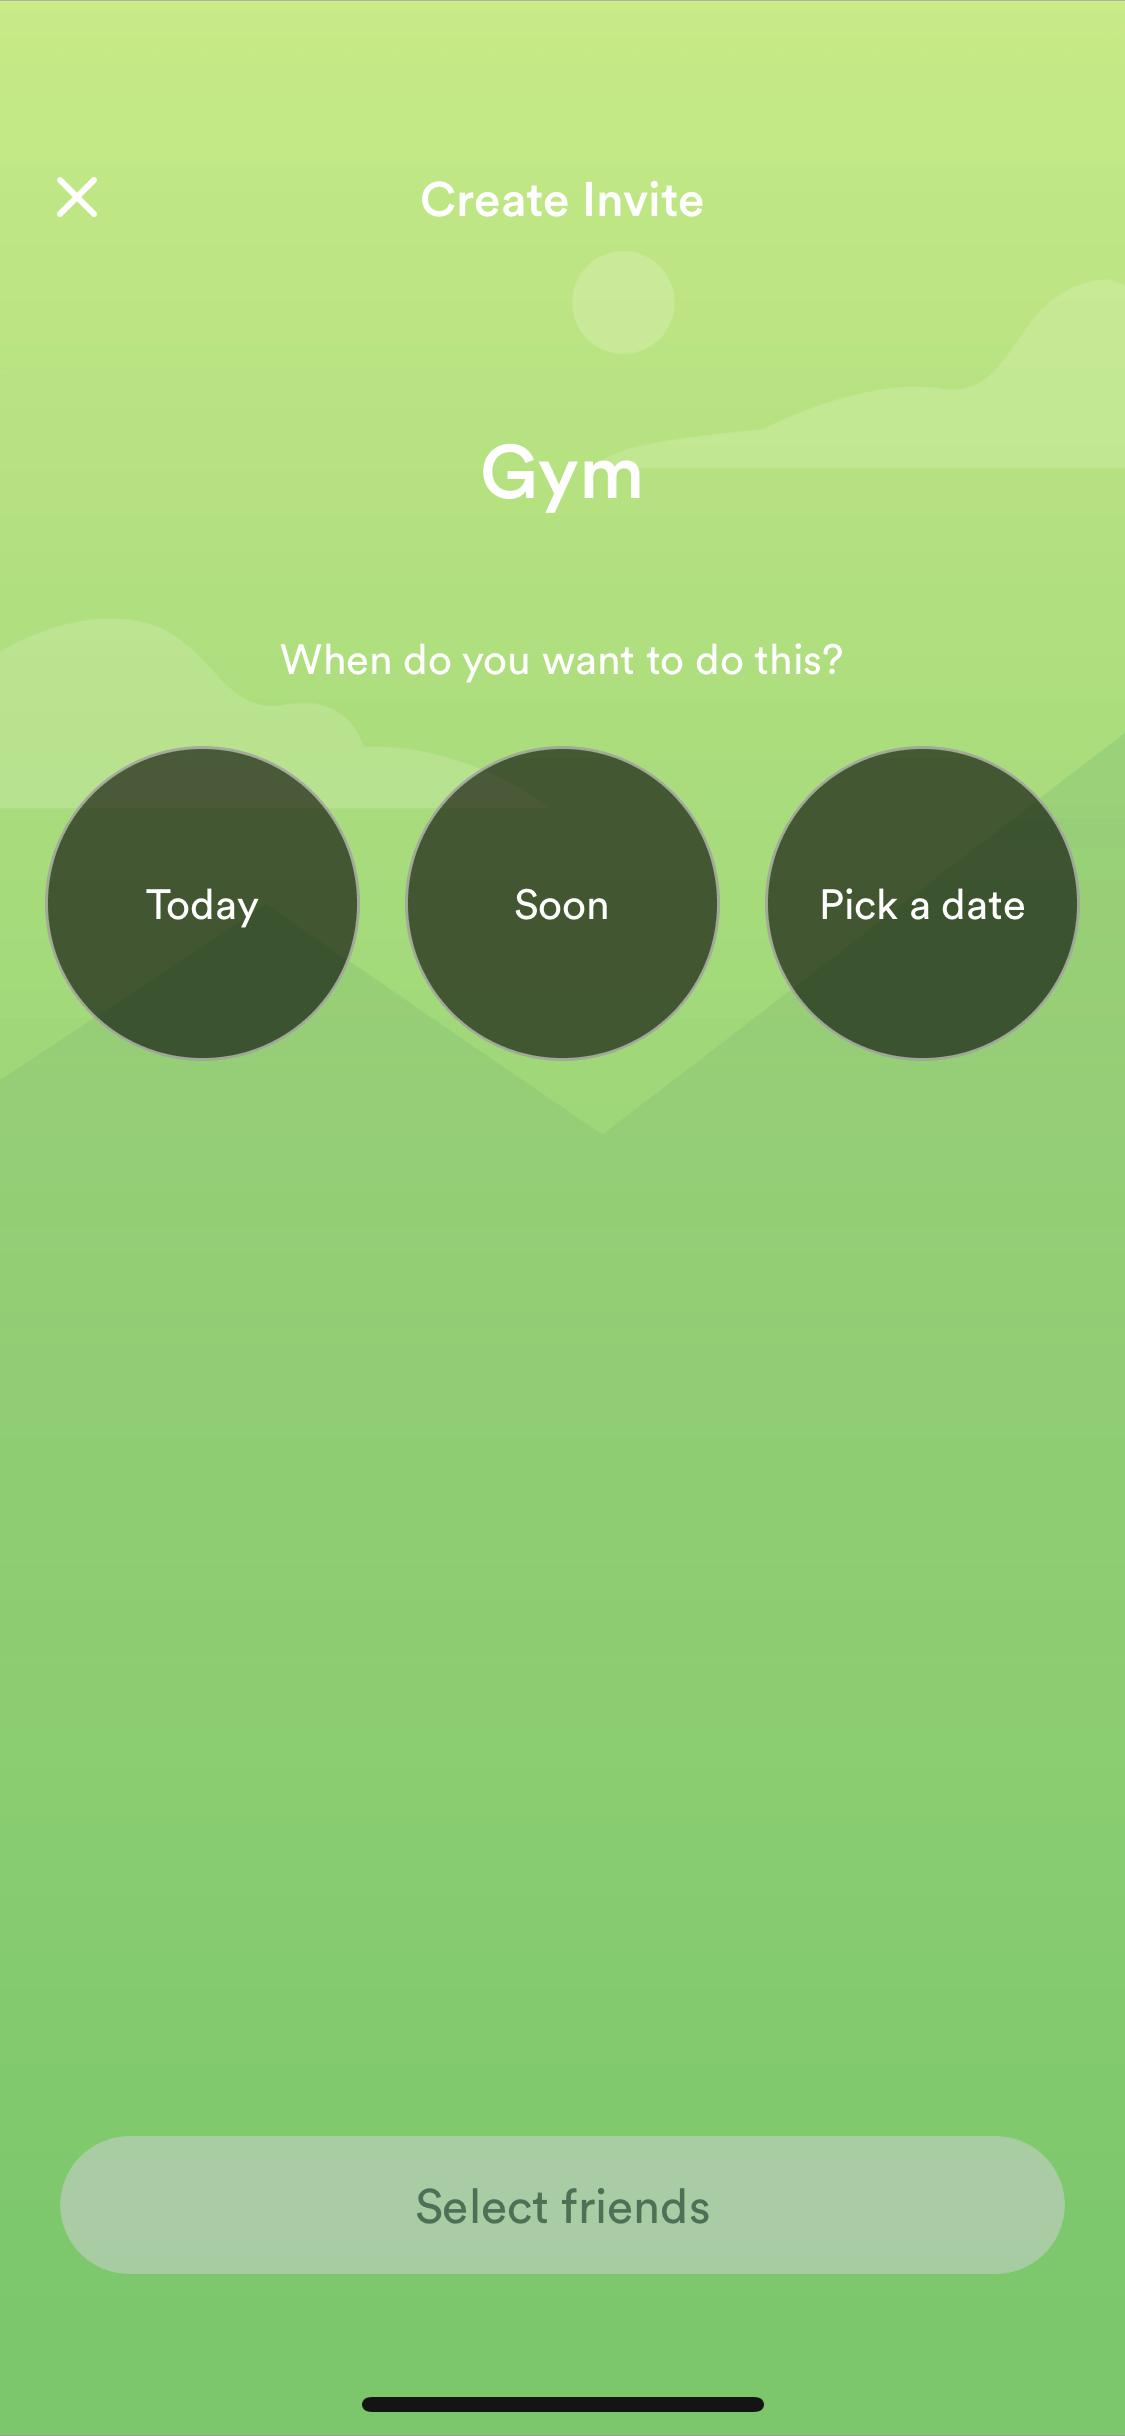 Create Invite
Gym
When do you want to do this?
Today
Soon
Pick a date
Select friends